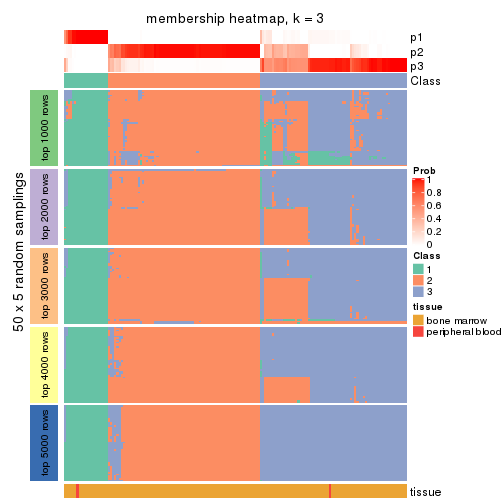 membership heatmap, k = 3
p1
p2
p3
Class
50 x 5 random samplings
top 1000 rows
top 2000 rows
top 3000 rows
top 4000 rows
top 5000 rows
Prob
1
0.8
0.6
0.4
0.2
0
Class
1
2
3
tissue
bone marrow
peripheral blood
tissue